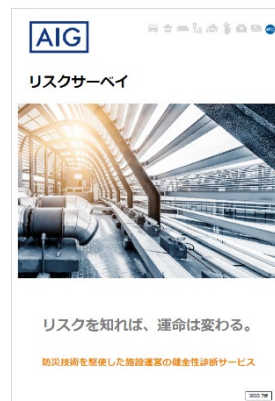 AIG
リスクサーベイ
リスクを知れば、運命は変わる。
防災技術を駆使した施設運営の健全性診断サービス